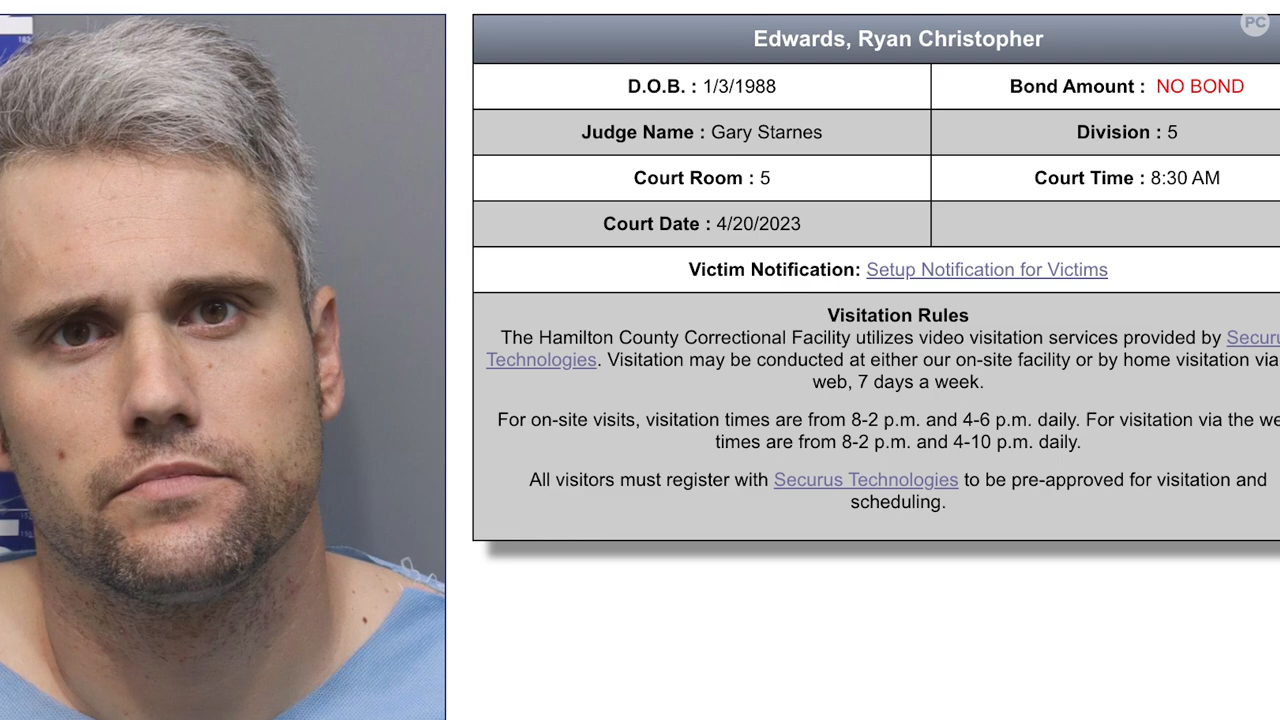 PC
Edwards, Ryan Christopher
D.O.B. : 1/3/1988
Bond Amount : NO BOND
Judge Name : Gary Starnes
Division : 5
Court Room : 5
Court Time : 8:30 AM
Court Date : 4/20/2023
Victim Notification: Setup Notification for Victims
Visitation Rules
The Hamilton County Correctional Facility utilizes video visitation services provided by
Technologies. Visitation may be conducted at either our on-site facility or by home visitation via
web, 7 days a week.
For on-site visits, visitation times are from 8-2 p.m. and 4-6 p.m. daily. For visitation via the
times are from 8-2 p.m. and 4-10 p.m. daily.
All visitors must register with Securus Technologies to be pre-approved for visitation and
scheduling.